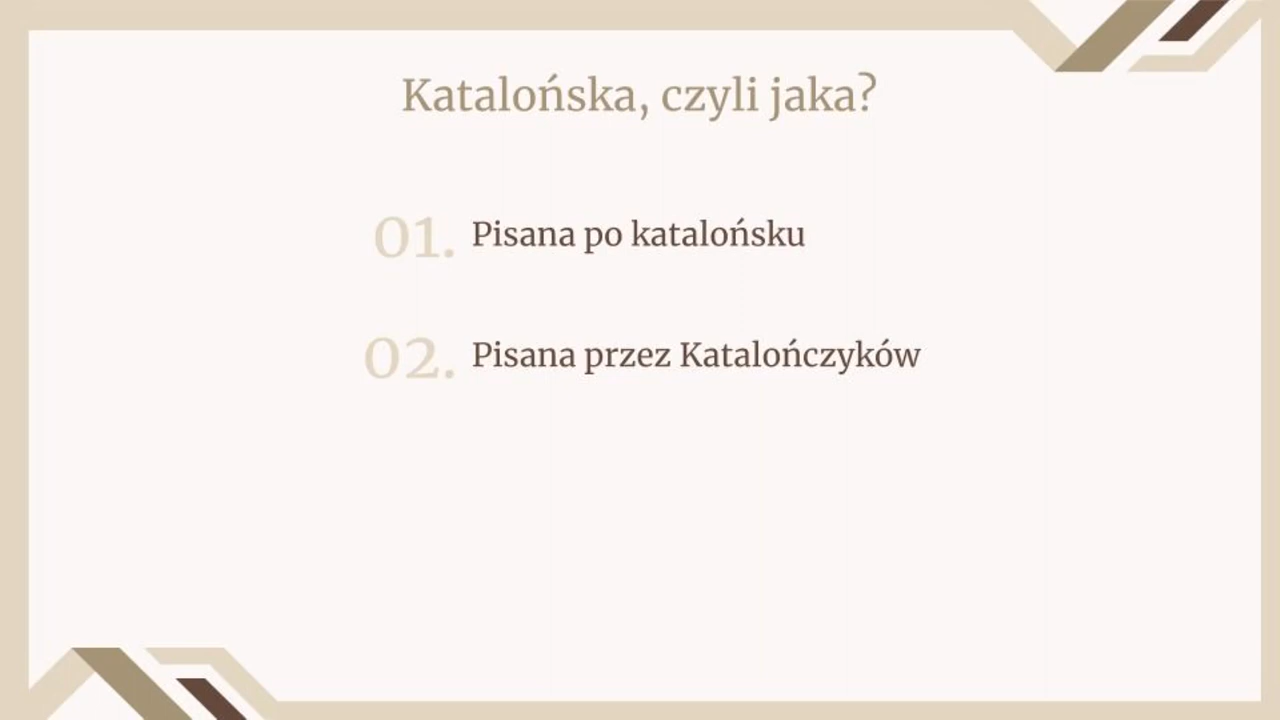 Katalońska, czyli jaka?
01. Pisana po katalońsku
02. Pisana przez Katalończyków